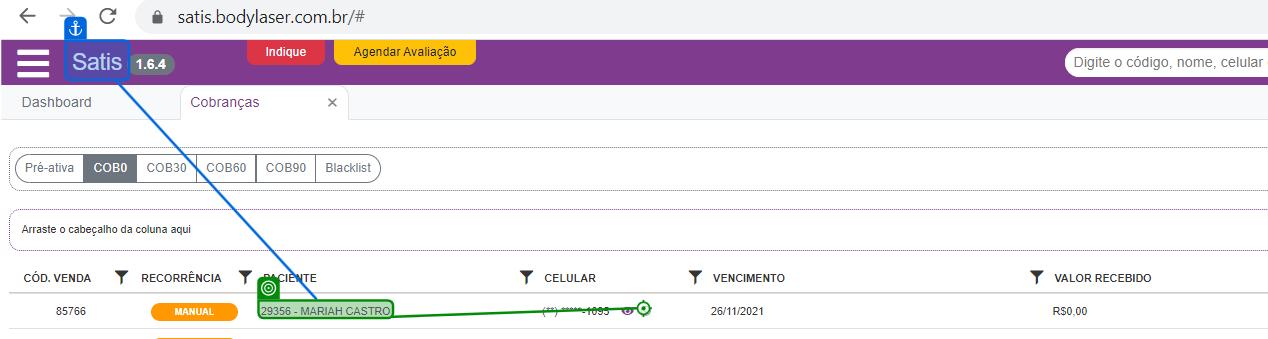 satis.bodylaser.com.br/#
Satis 1.6.4 Indique Agendar Avaliação Digite o código, nome, celular
Dashboard Cobranças ×
Pré-ativa COB0 COB30 COB60 COB90 Blacklist
Arraste o cabeçalho da coluna aqui
CÓD. VENDA RECORRÊNCIA PACIENTE CELULAR VENCIMENTO VALOR RECEBIDO
85766 MANUAL 29356 - MARIAH CASTRO (**) *****-1095 26/11/2021 R$0,00